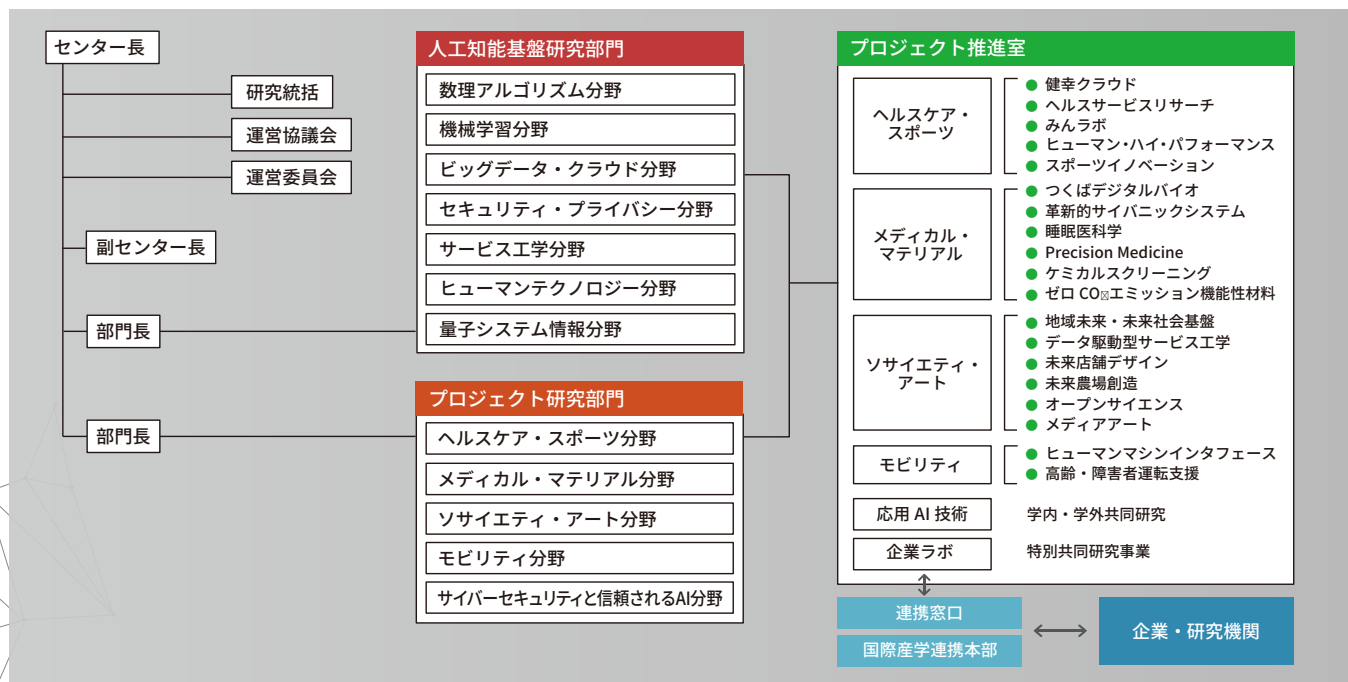 センター長
研究統括
運営協議会
運営委員会
副センター長
部門長
部門長
人工知能基盤研究部門
数理アルゴリズム分野
機械学習分野
ビッグデータ・クラウド分野
セキュリティ・プライバシー分野
サービス工学分野
ヒューマンテクノロジー分野
量子システム情報分野
プロジェクト研究部門
ヘルスケア・スポーツ分野
メディカル・マテリアル分野
ソサイエティ・アート分野
モビリティ分野
サイバーセキュリティと信頼されるAI分野
プロジェクト推進室
ヘルスケア・
スポーツ
健幸クラウド
ヘルスサービスリサーチ
みんラボ
ヒューマン・ハイ・パフォーマンス
スポーツイノベーション
メディカル・
マテリアル
つくばデジタルバイオ
革新的サイバニックシステム
睡眠医科学
Precision Medicine
ケミカルスクリーニング
ゼロ CO☒エミッション機能性材料
ソサイエティ・
アート
地域未来・未来社会基盤
データ駆動型サービス工学
未来店舗デザイン
未来農場創造
オープンサイエンス
メディアアート
モビリティ
ヒューマンマシンインタフェース
高齢・障害者運転支援
応用 AI 技術
学内・学外共同研究
企業ラボ
特別共同研究事業
連携窓口
国際産学連携本部
企業・研究機関